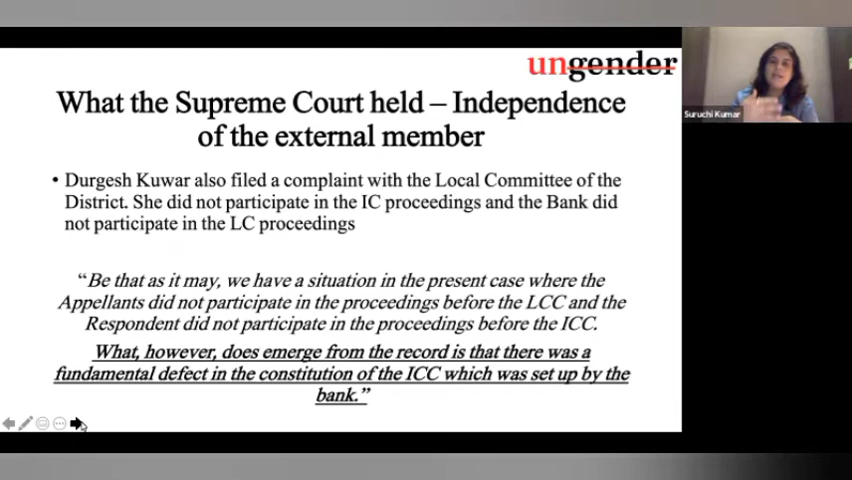 ungender
What the Supreme Court held – Independence
of the external member
Suruchi Kumar
• Durgesh Kuwar also filed a complaint with the Local Committee of the
District. She did not participate in the IC proceedings and the Bank did
not participate in the LC proceedings
“Be that as it may, we have a situation in the present case where the
Appellants did not participate in the proceedings before the LCC and the
Respondent did not participate in the proceedings before the ICC.
What, however, does emerge from the record is that there was a
fundamental defect in the constitution of the ICC which was set up by the
bank.”